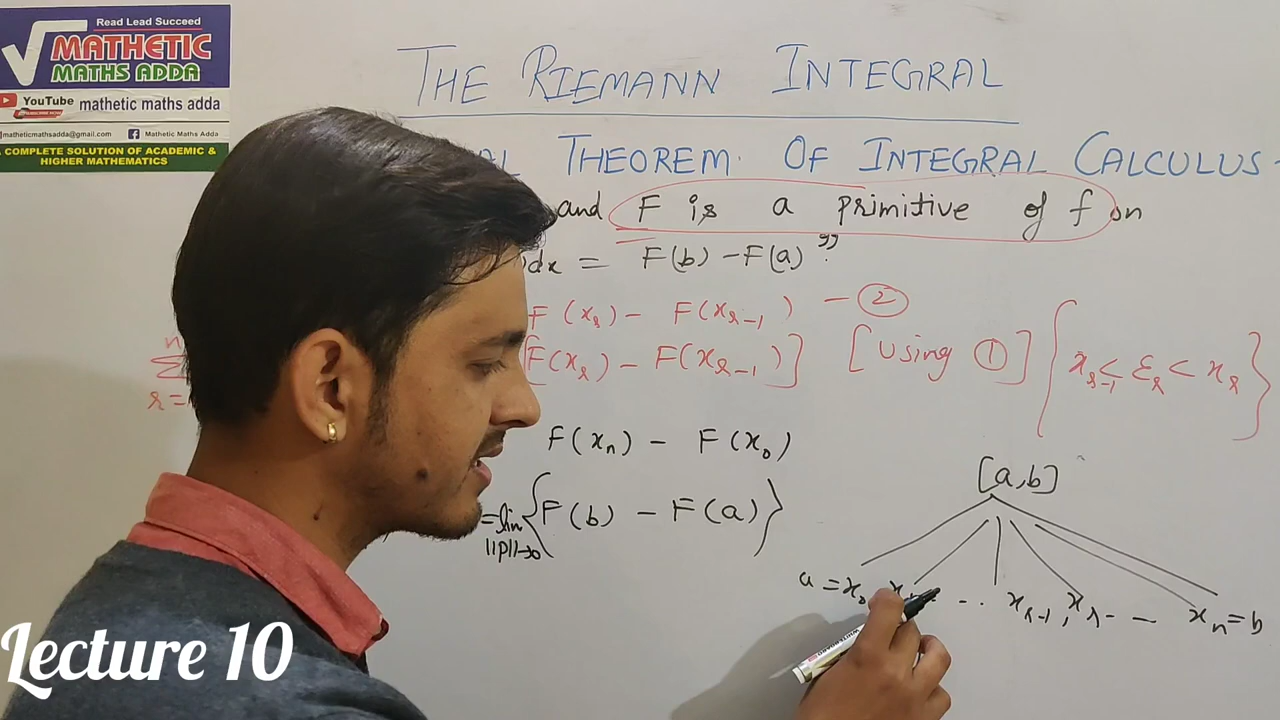 Read Lead Succeed
MATHETIC
MATHS ADDA
YouTube mathetic maths adda
matheticmathsadda@gmail.com Mathetic Maths Adda
A COMPLETE SOLUTION OF ACADEMIC &
HIGHER MATHEMATICS
THE RIEMANN INTEGRAL
AL THEOREM OF INTEGRAL CALCULUS -
and F is a primitive of f on
dx = F(b) - F(a)”.
F(x_r) - F(x_{r-1}) - ②
n Σ r= [F(x_r) - F(x_{r-1})] [Using ①] { x_{r-1} < ε_r < x_r }
F(x_n) - F(x_0)
= lim ||P||→0 {F(b) - F(a)}
[a,b]
a = x_0 ... x_{r-1}, x_r - - x_n = b
Lecture 10